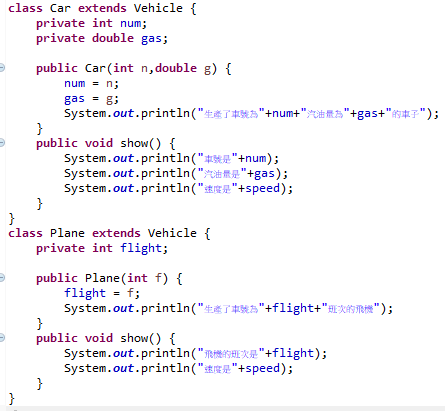 class Car extends Vehicle {
    private int num;
    private double gas;

    public Car(int n,double g) {
        num = n;
        gas = g;
        System.out.println("生產了車號為"+num+"汽油量為"+gas+"的車子");
    }
    public void show() {
        System.out.println("車號是"+num);
        System.out.println("汽油量是"+gas);
        System.out.println("速度是"+speed);
    }
}
class Plane extends Vehicle {
    private int flight;

    public Plane(int f) {
        flight = f;
        System.out.println("生產了車號為"+flight+"班次的飛機");
    }
    public void show() {
        System.out.println("飛機的班次是"+flight);
        System.out.println("速度是"+speed);
    }
}